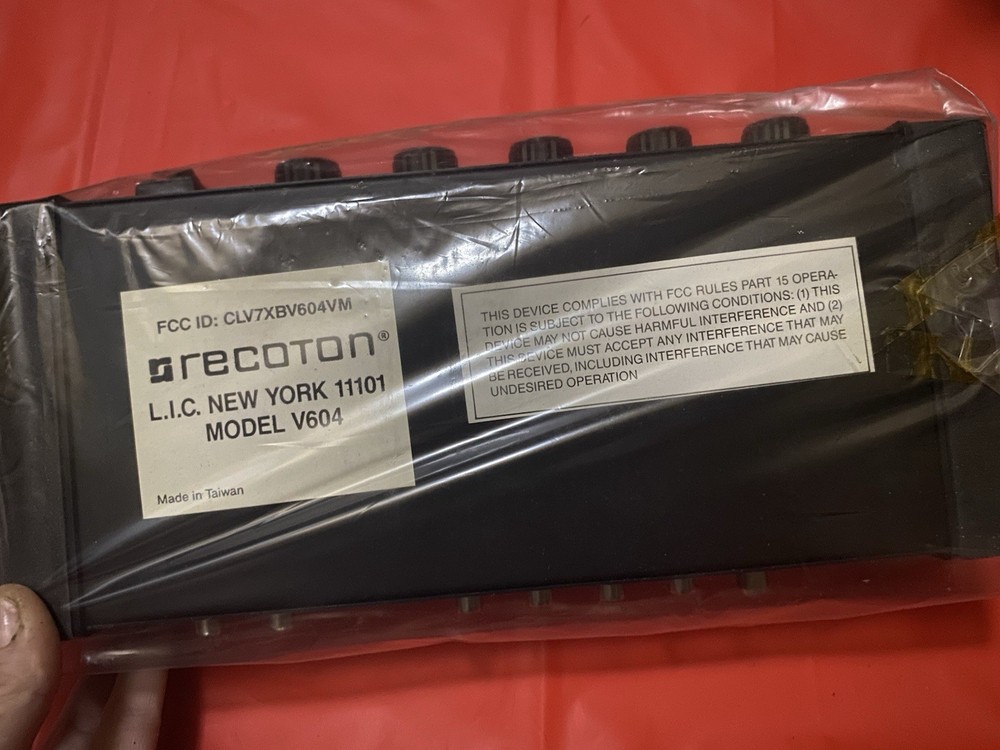 FCC ID: CLV7XBV604VM
recoton®
L.I.C. NEW YORK 11101
MODEL V604
Made in Taiwan
THIS DEVICE COMPLIES WITH FCC RULES PART 15 OPERA-
TION IS SUBJECT TO THE FOLLOWING CONDITIONS: (1) THIS
DEVICE MAY NOT CAUSE HARMFUL INTERFERENCE AND (2)
THIS DEVICE MUST ACCEPT ANY INTERFERENCE THAT MAY
BE RECEIVED, INCLUDING INTERFERENCE THAT MAY CAUSE
UNDESIRED OPERATION